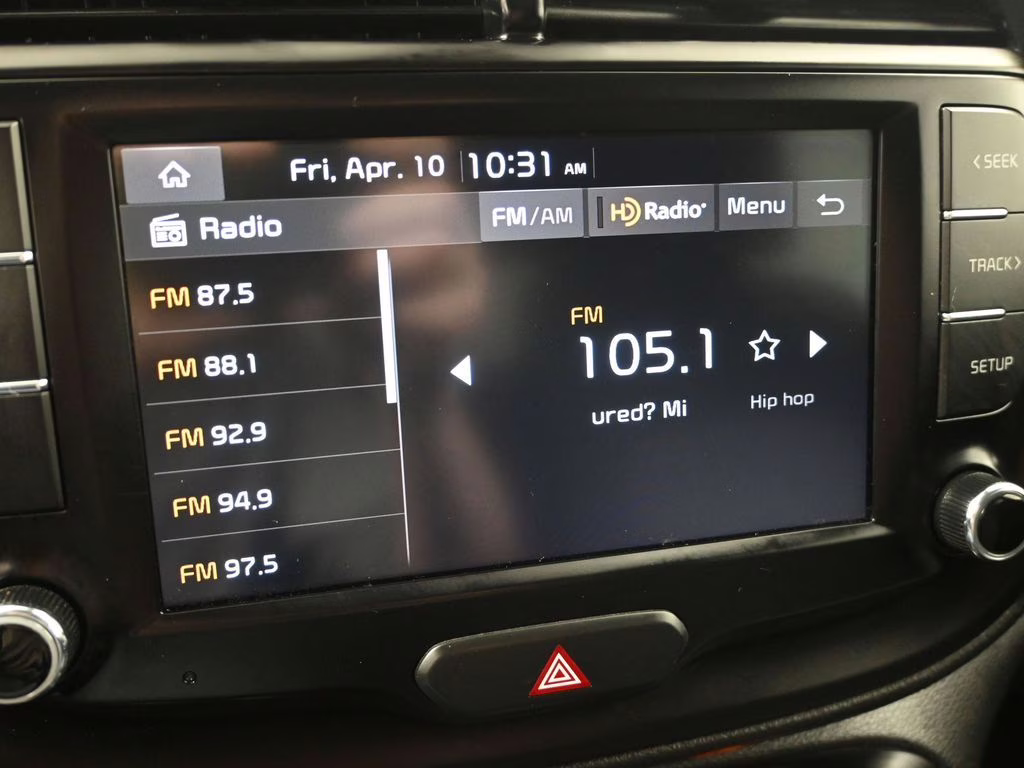 Fri, Apr. 10 10:31 AM
Radio FM/AM HD Radio Menu
FM 87.5
FM 88.1
FM 92.9
FM 94.9
FM 97.5
FM
105.1
ured? Mi Hip hop
< SEEK
TRACK >
SETUP